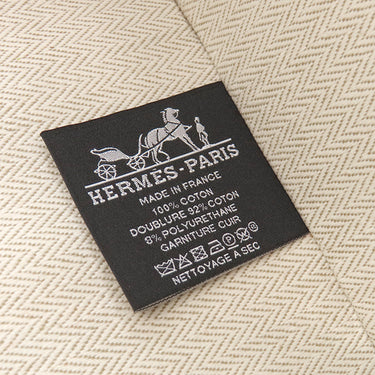 HERMES-PARIS
MADE IN FRANCE
100% COTON
DOUBLURE 92% COTON
8% POLYURETHANE
GARNITURE CUIR
NETTOYAGE A SEC